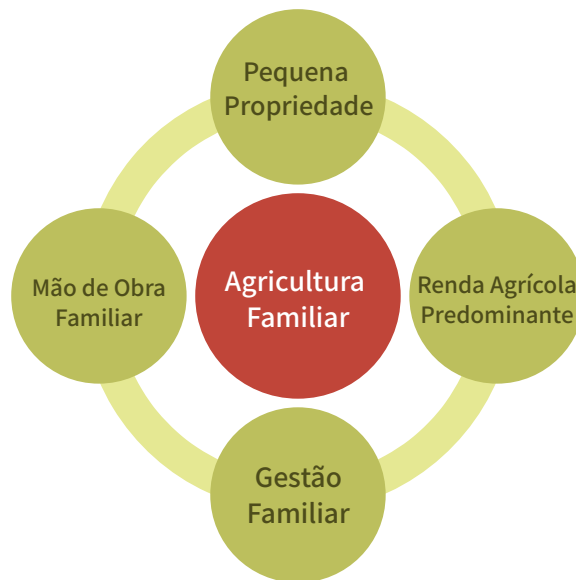 Pequena
Propriedade
Mão de Obra
Familiar
Agricultura
Familiar
Renda Agrícola
Predominante
Gestão
Familiar